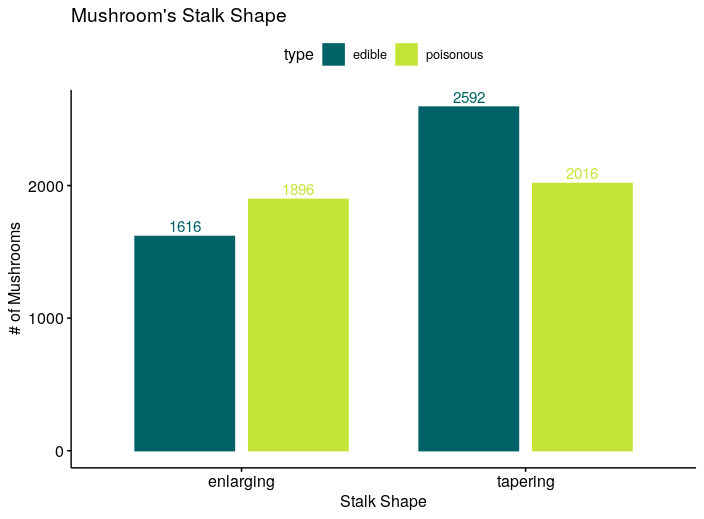 Mushroom's Stalk Shape
type edible poisonous
2592
2016
1896
1616
2000
1000
0
# of Mushrooms
enlarging tapering
Stalk Shape